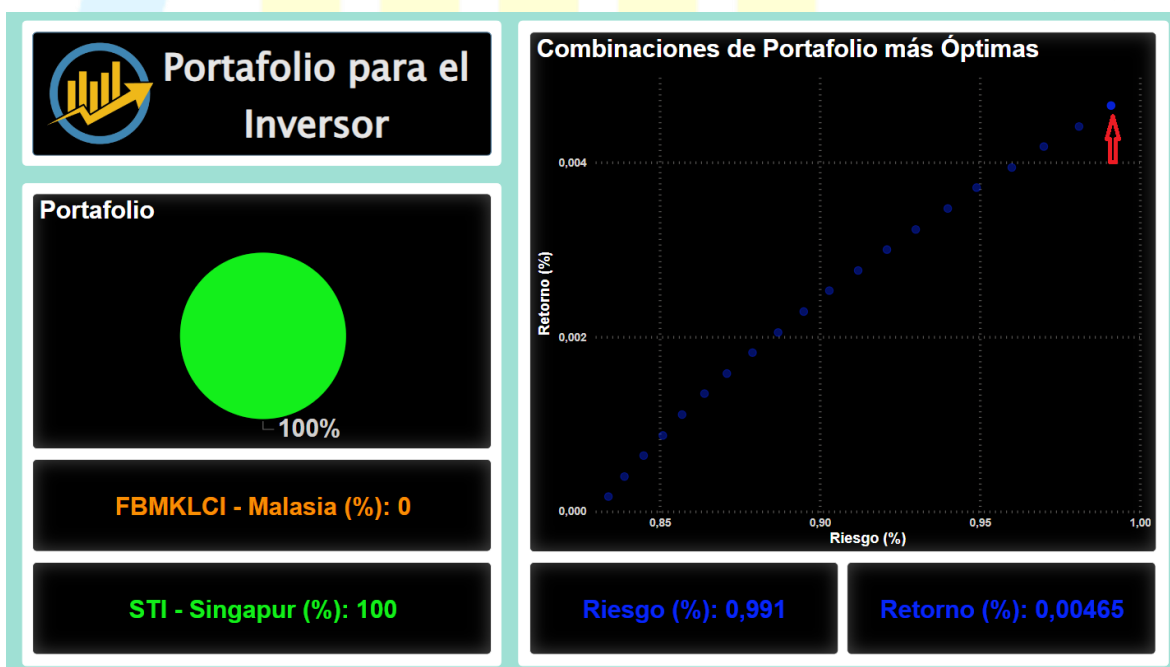 Portafolio para el
Inversor
Portafolio
100%
FBMKLCI - Malasia (%): 0
STI - Singapur (%): 100
Combinaciones de Portafolio más Óptimas
Retorno (%)
0,004
0,002
0,000
0,85
0,90
0,95
1,00
Riesgo (%)
Riesgo (%): 0,991
Retorno (%): 0,00465